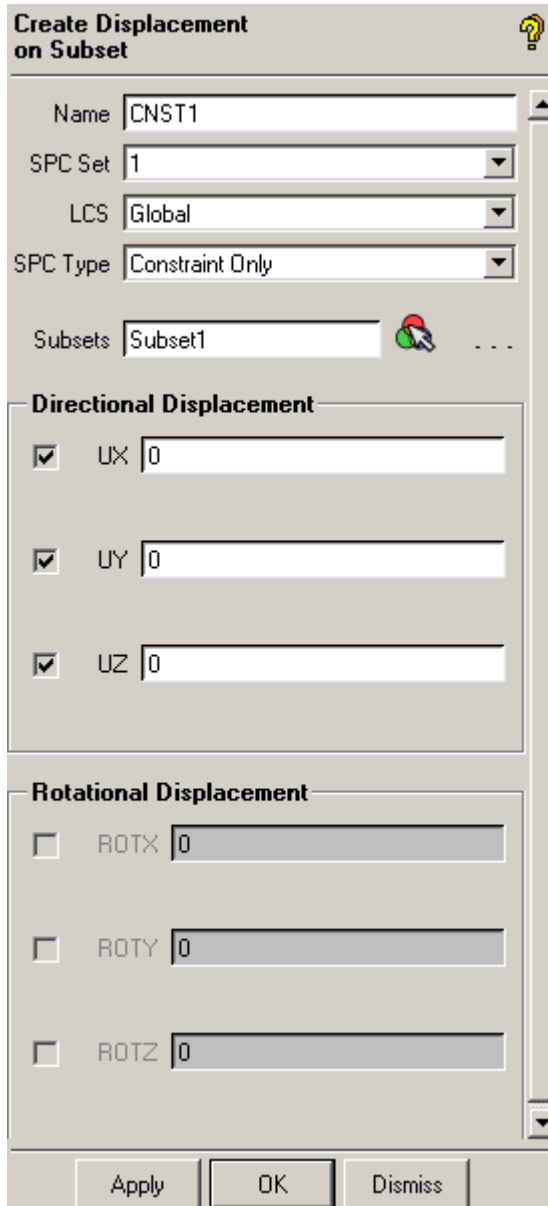 Create Displacement
on Subset
Name CNST1
SPC Set 1
LCS Global
SPC Type Constraint Only
Subsets Subset1 ...
Directional Displacement
UX 0
UY 0
UZ 0
Rotational Displacement
ROTX 0
ROTY 0
ROTZ 0
Apply OK Dismiss